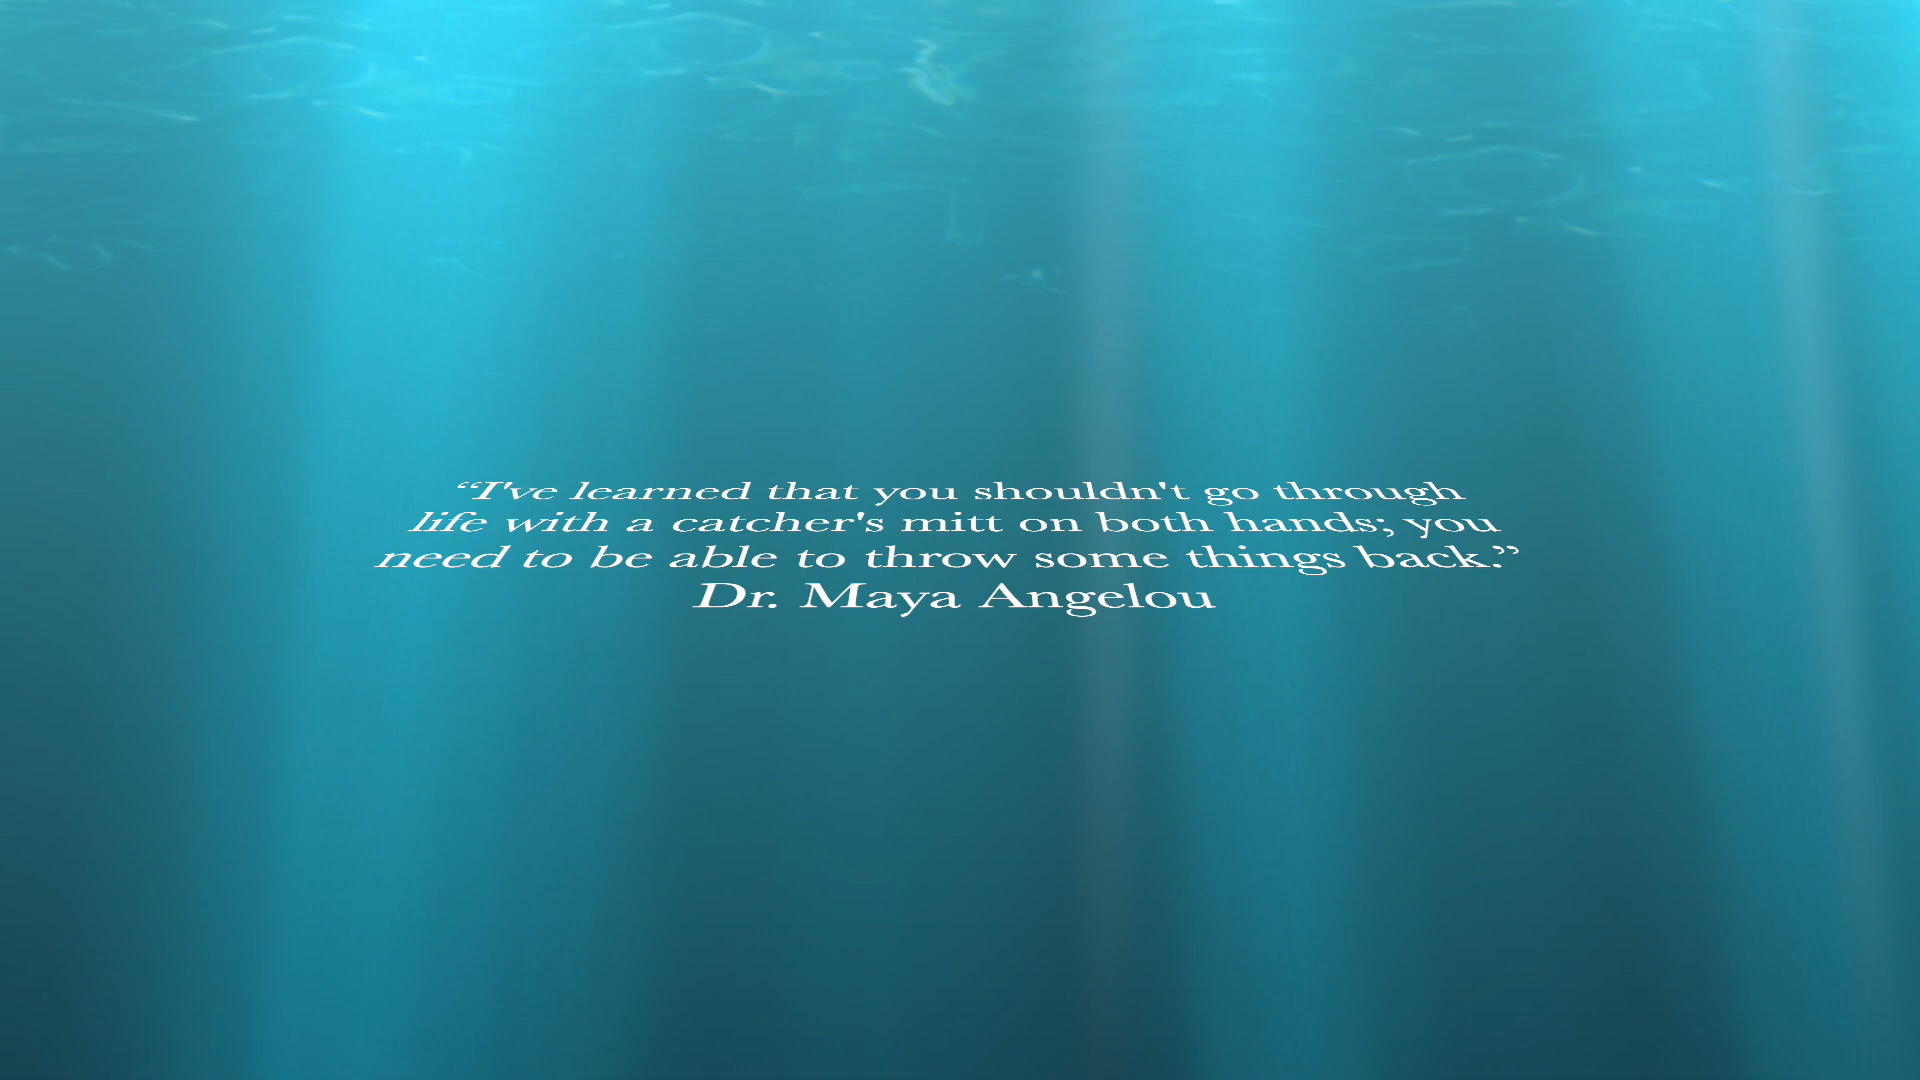 “I've learned that you shouldn't go through
life with a catcher's mitt on both hands; you
need to be able to throw some things back.”
Dr. Maya Angelou